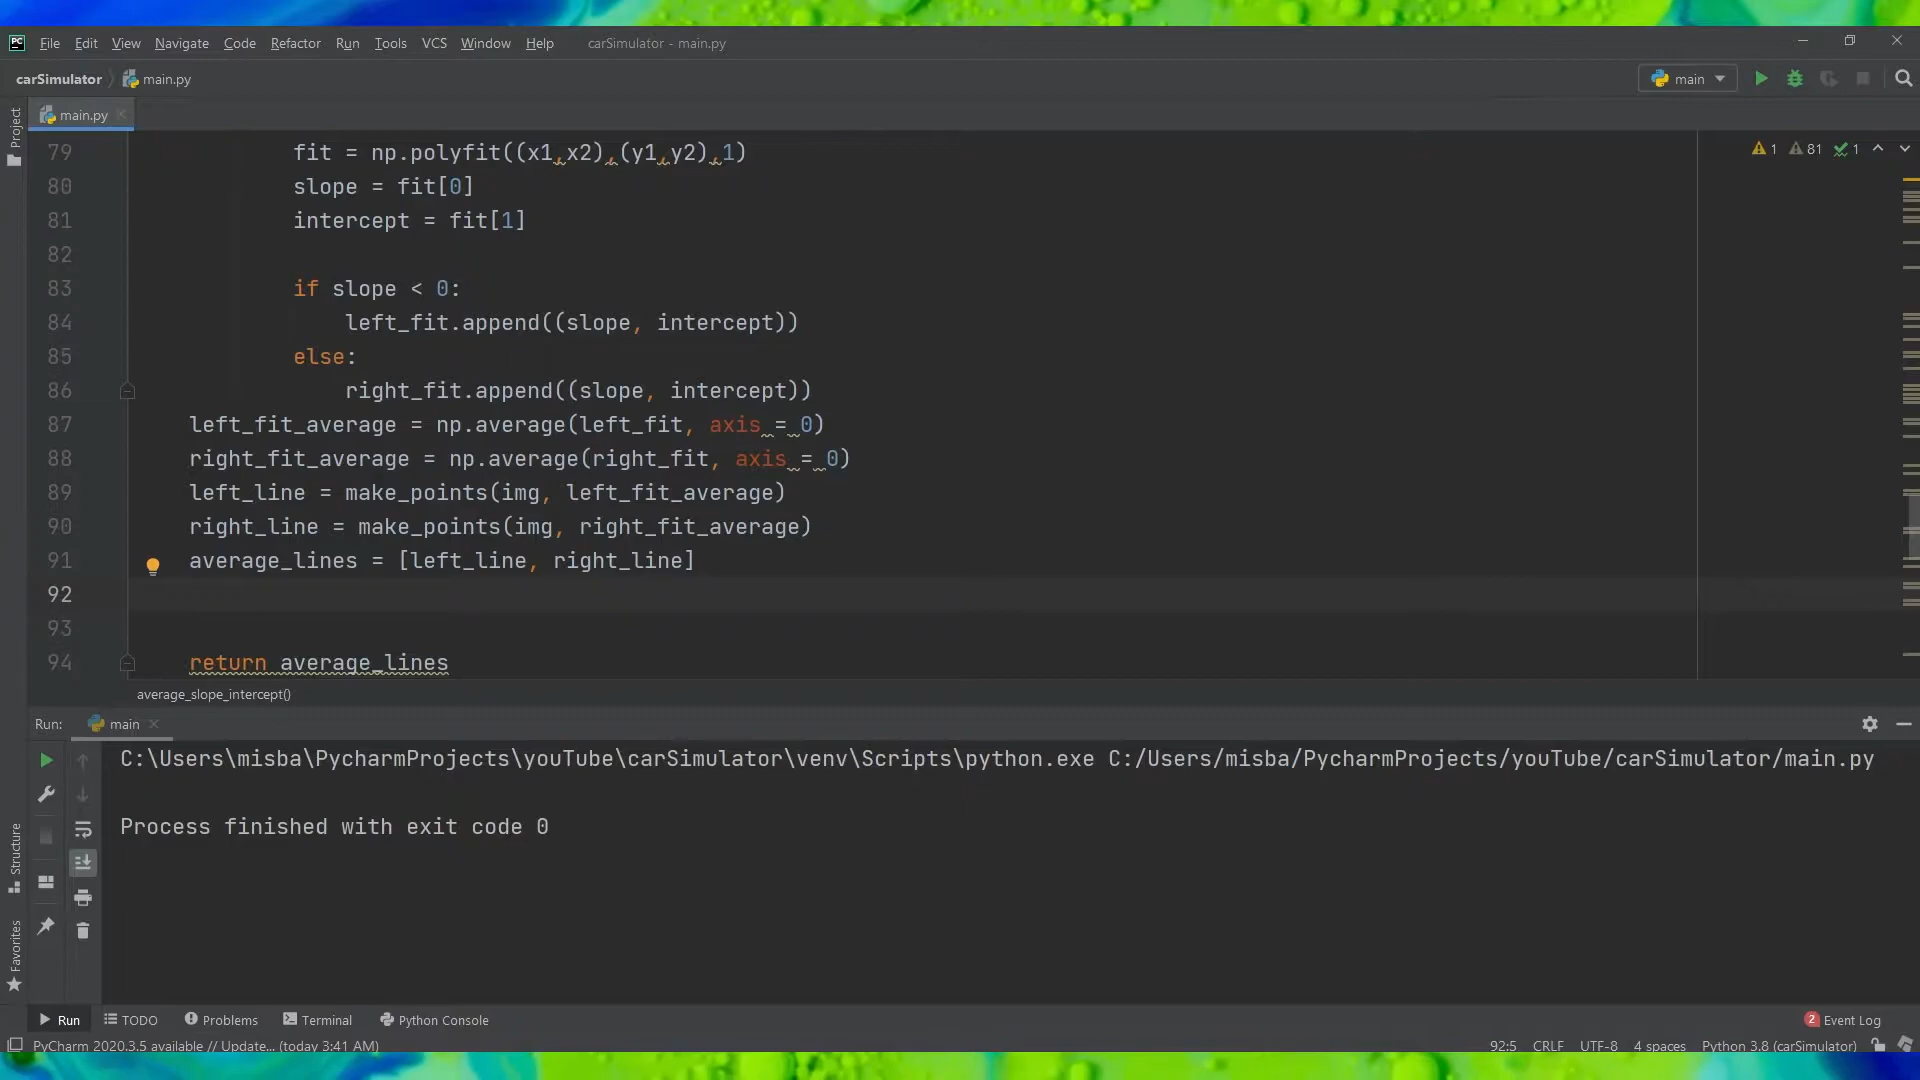 PC File Edit View Navigate Code Refactor Run Tools VCS Window Help carSimulator - main.py
carSimulator main.py main
main.py
Project
1 81 1
79 fit = np.polyfit((x1,x2),(y1,y2),1)
80 slope = fit[0]
81 intercept = fit[1]
82
83 if slope < 0:
84 left_fit.append((slope, intercept))
85 else:
86 right_fit.append((slope, intercept))
87 left_fit_average = np.average(left_fit, axis = 0)
88 right_fit_average = np.average(right_fit, axis = 0)
89 left_line = make_points(img, left_fit_average)
90 right_line = make_points(img, right_fit_average)
91 average_lines = [left_line, right_line]
92
93
94 return average_lines
average_slope_intercept()
Run: main
C:\Users\misba\PycharmProjects\youTube\carSimulator\venv\Scripts\python.exe C:/Users/misba/PycharmProjects/youTube/carSimulator/main.py
Process finished with exit code 0
Structure
Favorites
Run TODO Problems Terminal Python Console 2 Event Log
PyCharm 2020.3.5 available // Update... (today 3:41 AM) 92:5 CRLF UTF-8 4 spaces Python 3.8 (carSimulator)